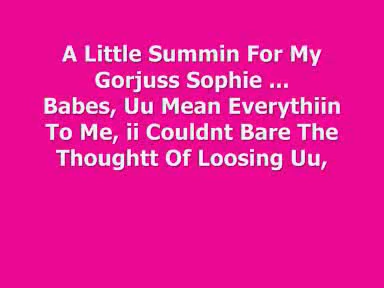 A Little Summin For My
Gorjuss Sophie ...
Babes, Uu Mean Everythiin
To Me, ii Couldnt Bare The
Thoughtt Of Loosing Uu,